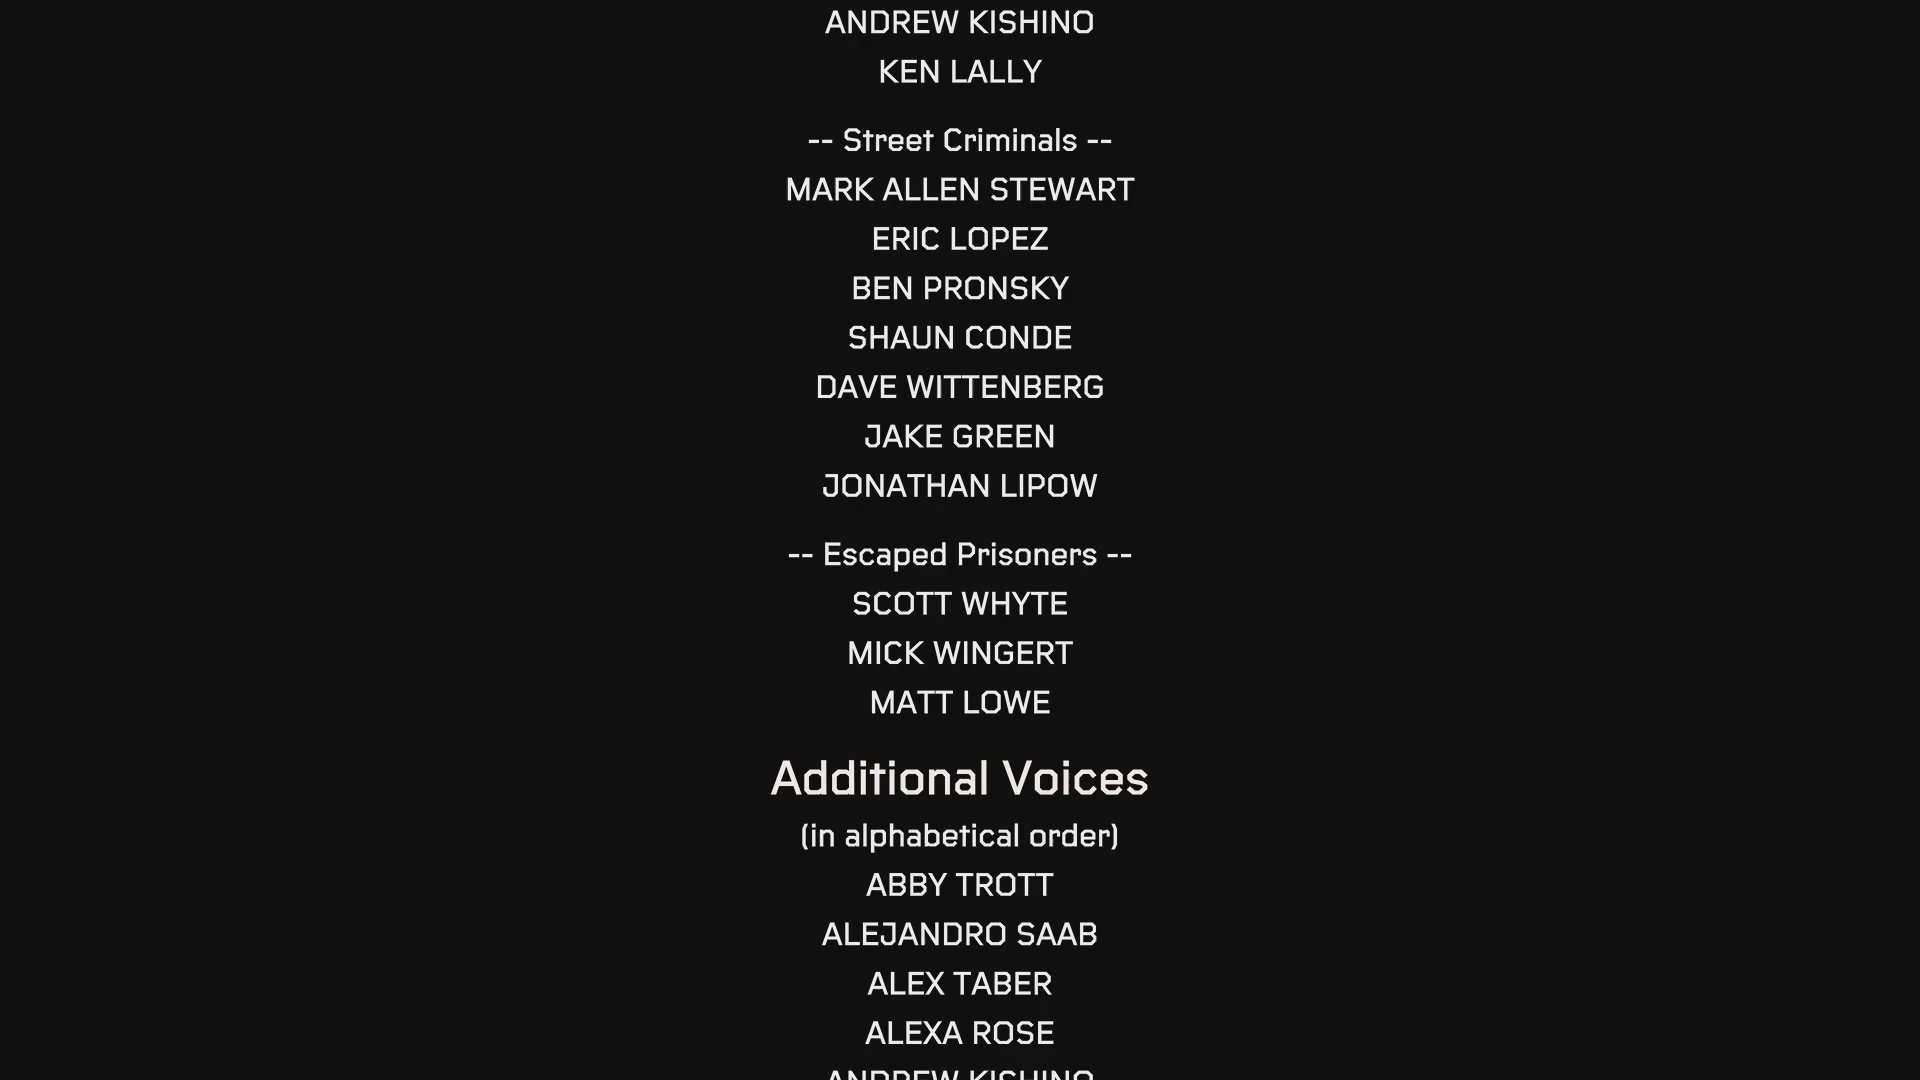 ANDREW KISHINO
KEN LALLY
-- Street Criminals --
MARK ALLEN STEWART
ERIC LOPEZ
BEN PRONSKY
SHAUN CONDE
DAVE WITTENBERG
JAKE GREEN
JONATHAN LIPOW
-- Escaped Prisoners --
SCOTT WHYTE
MICK WINGERT
MATT LOWE
Additional Voices
(in alphabetical order)
ABBY TROTT
ALEJANDRO SAAB
ALEX TABER
ALEXA ROSE
ANDREW KISHINO